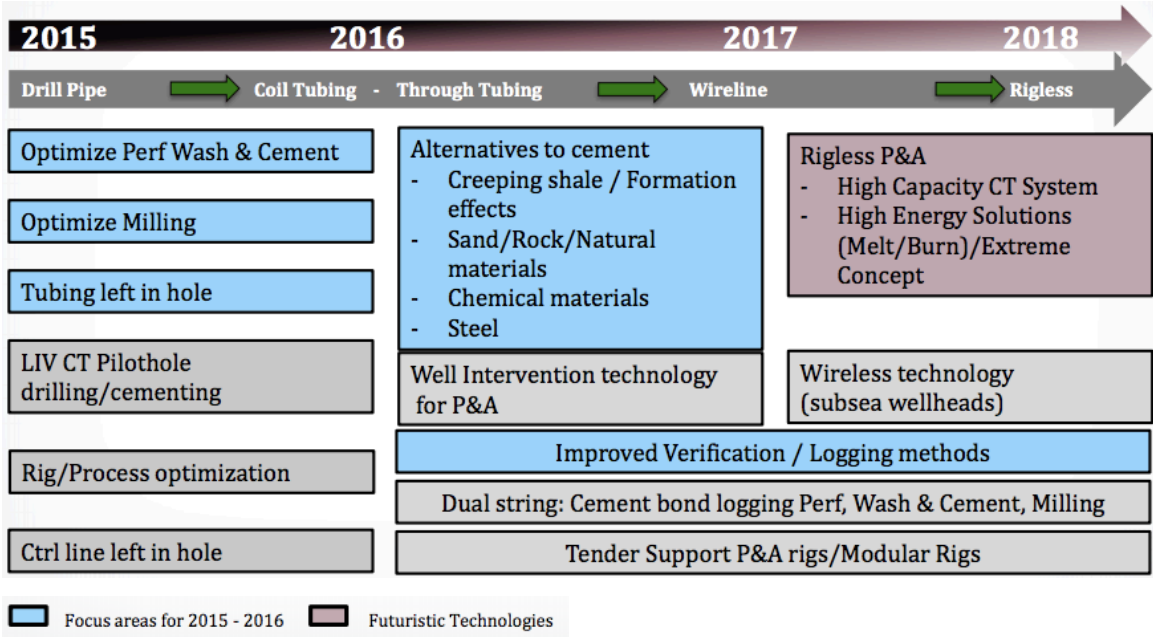 2015 2016 2017 2018
Drill Pipe Coil Tubing - Through Tubing Wireline Rigless
Optimize Perf Wash & Cement
Optimize Milling
Tubing left in hole
LIV CT Pilothole
drilling/cementing
Rig/Process optimization
Ctrl line left in hole
Alternatives to cement
- Creeping shale / Formation
effects
- Sand/Rock/Natural
materials
- Chemical materials
- Steel
Well Intervention technology
for P&A
Rigless P&A
- High Capacity CT System
- High Energy Solutions
(Melt/Burn)/Extreme
Concept
Wireless technology
(subsea wellheads)
Improved Verification / Logging methods
Dual string: Cement bond logging Perf, Wash & Cement, Milling
Tender Support P&A rigs/Modular Rigs
Focus areas for 2015 - 2016 Futuristic Technologies